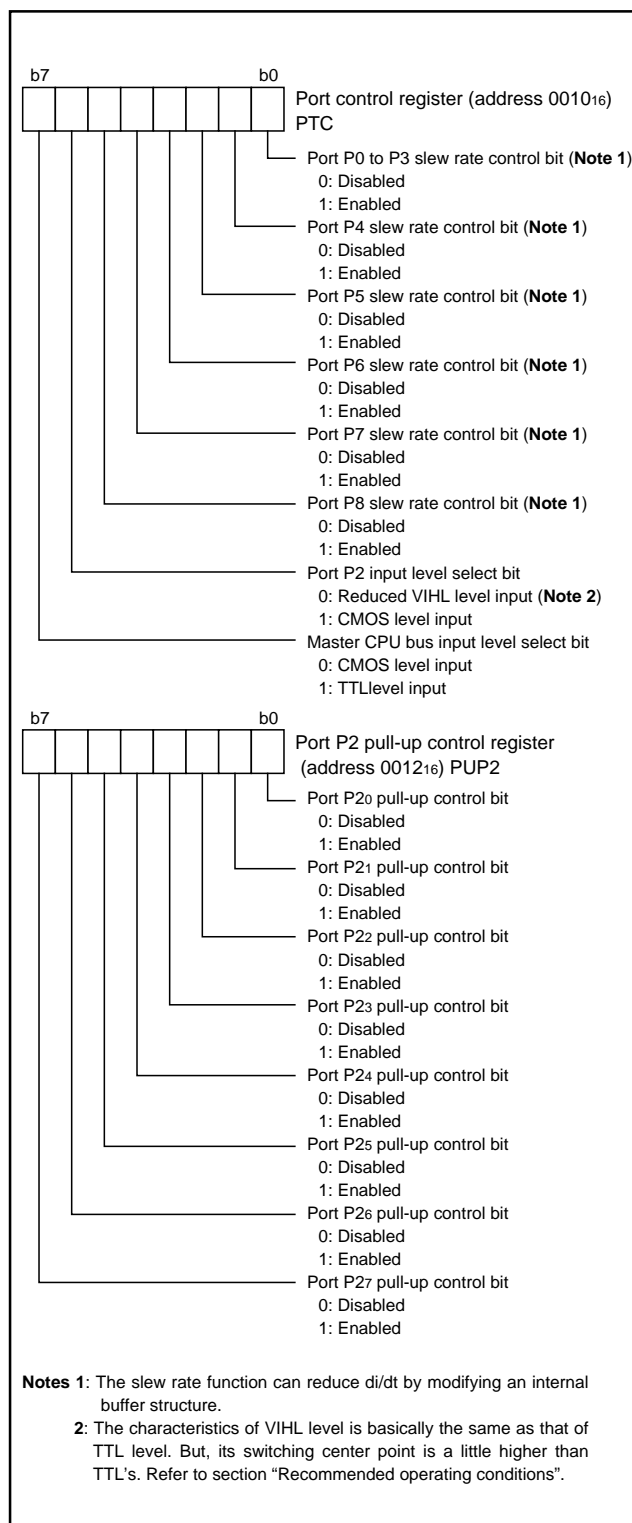 b7 b0
Port control register (address 001016)
PTC
Port P0 to P3 slew rate control bit (Note 1)
0: Disabled
1: Enabled
Port P4 slew rate control bit (Note 1)
0: Disabled
1: Enabled
Port P5 slew rate control bit (Note 1)
0: Disabled
1: Enabled
Port P6 slew rate control bit (Note 1)
0: Disabled
1: Enabled
Port P7 slew rate control bit (Note 1)
0: Disabled
1: Enabled
Port P8 slew rate control bit (Note 1)
0: Disabled
1: Enabled
Port P2 input level select bit
0: Reduced VIHL level input (Note 2)
1: CMOS level input
Master CPU bus input level select bit
0: CMOS level input
1: TTLlevel input
b7 b0
Port P2 pull-up control register
(address 001216) PUP2
Port P20 pull-up control bit
0: Disabled
1: Enabled
Port P21 pull-up control bit
0: Disabled
1: Enabled
Port P22 pull-up control bit
0: Disabled
1: Enabled
Port P23 pull-up control bit
0: Disabled
1: Enabled
Port P24 pull-up control bit
0: Disabled
1: Enabled
Port P25 pull-up control bit
0: Disabled
1: Enabled
Port P26 pull-up control bit
0: Disabled
1: Enabled
Port P27 pull-up control bit
0: Disabled
1: Enabled
Notes 1: The slew rate function can reduce di/dt by modifying an internal
buffer structure.
2: The characteristics of VIHL level is basically the same as that of
TTL level. But, its switching center point is a little higher than
TTL's. Refer to section “Recommended operating conditions”.